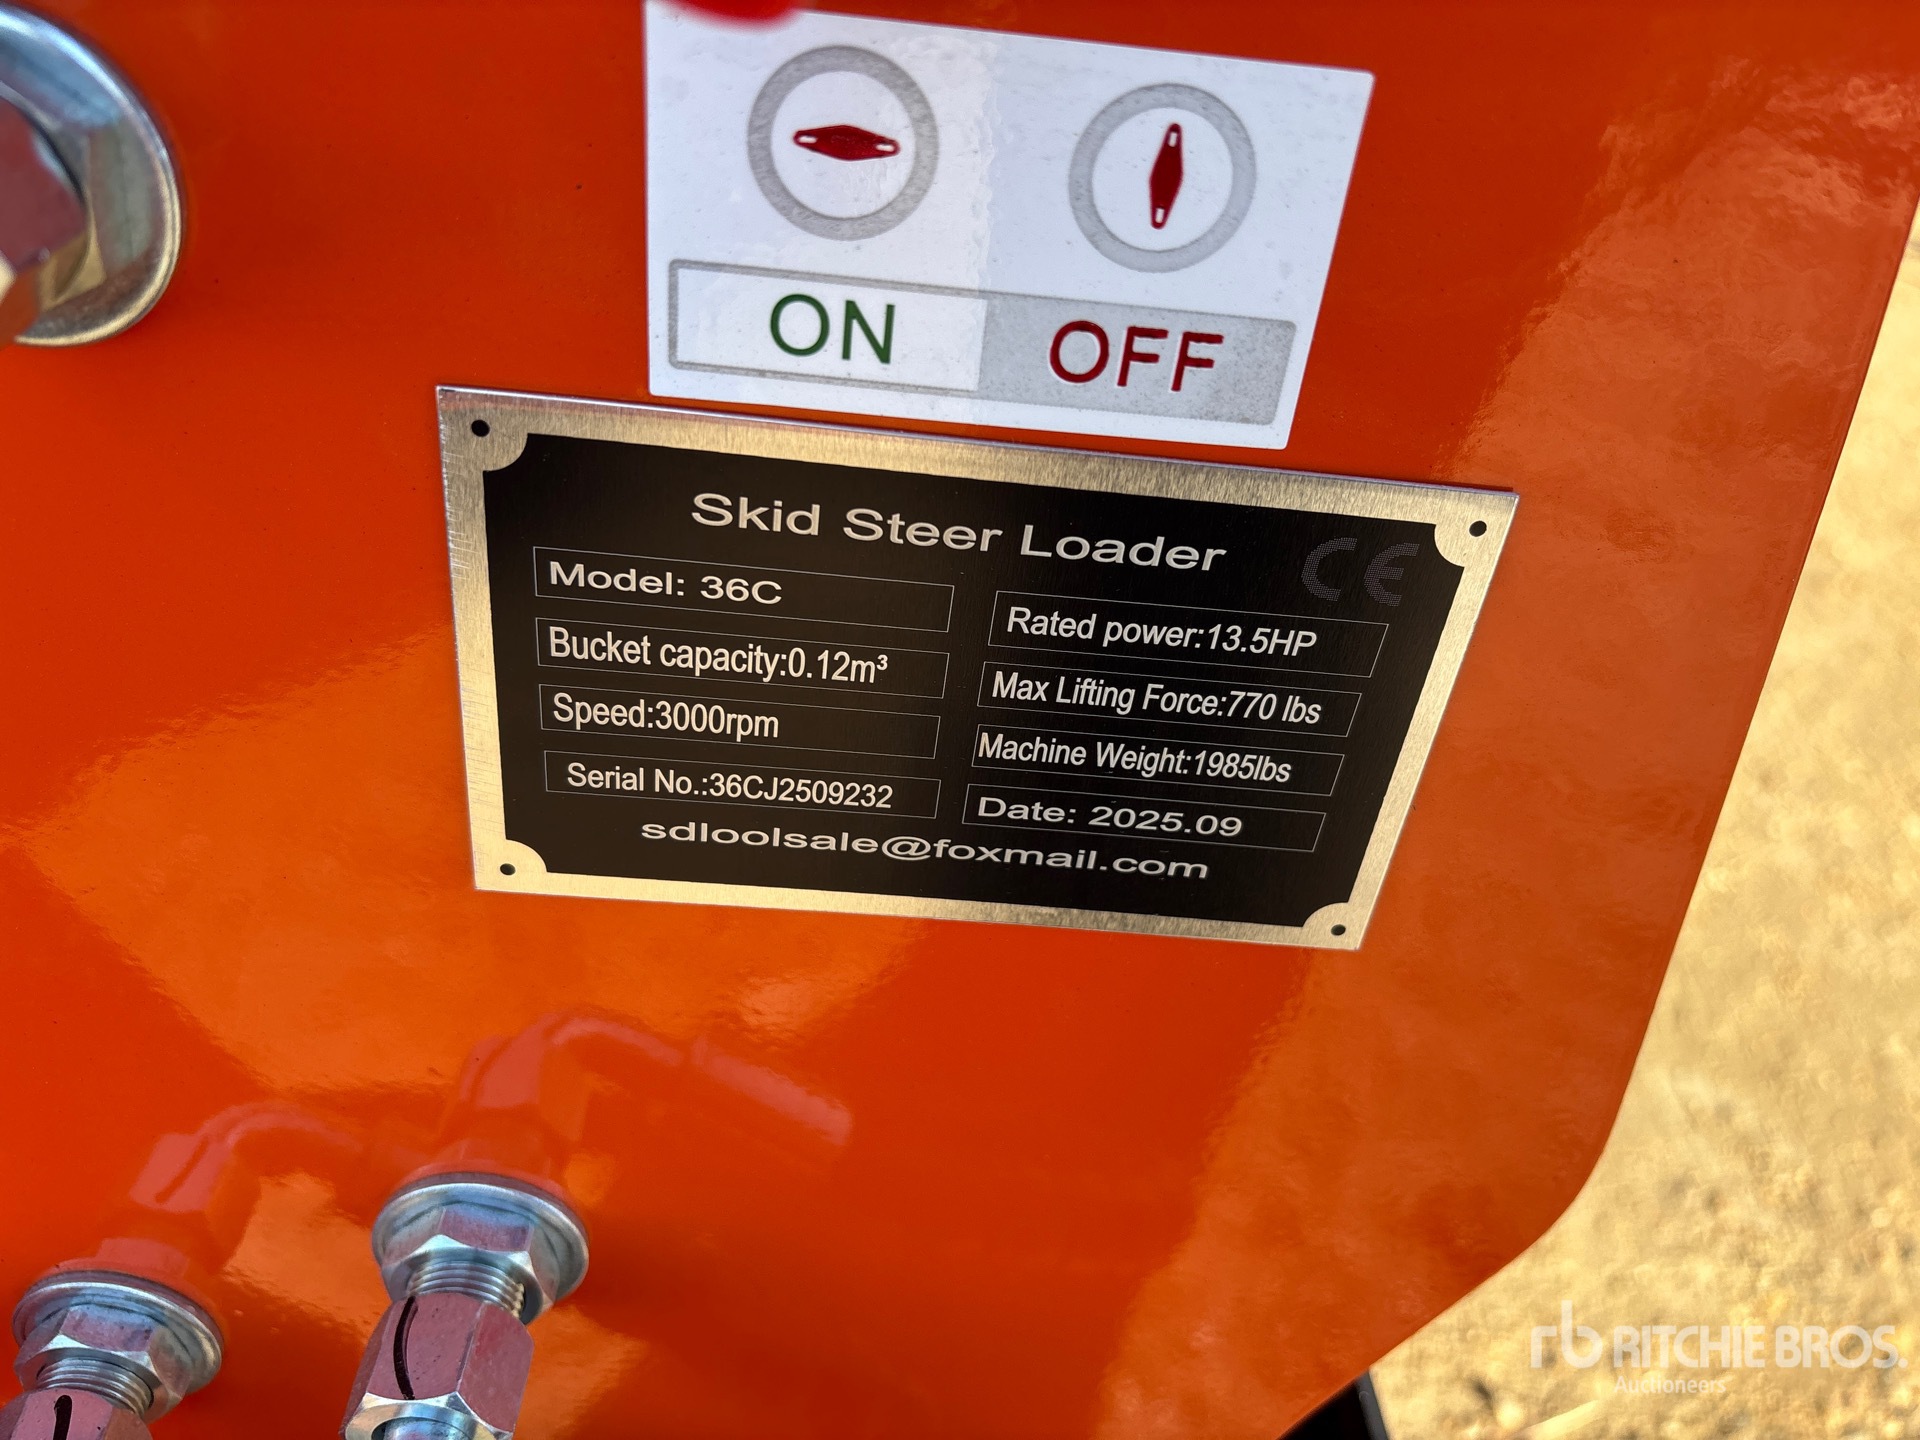 ON OFF
Skid Steer Loader CE
Model: 36C
Rated power:13.5HP
Bucket capacity:0.12m³
Max Lifting Force:770 lbs
Speed:3000rpm
Machine Weight:1985lbs
Serial No.:36CJ2509232
Date: 2025.09
sdloolsale@foxmail.com
rb RITCHIE BROS.
Auctioneers